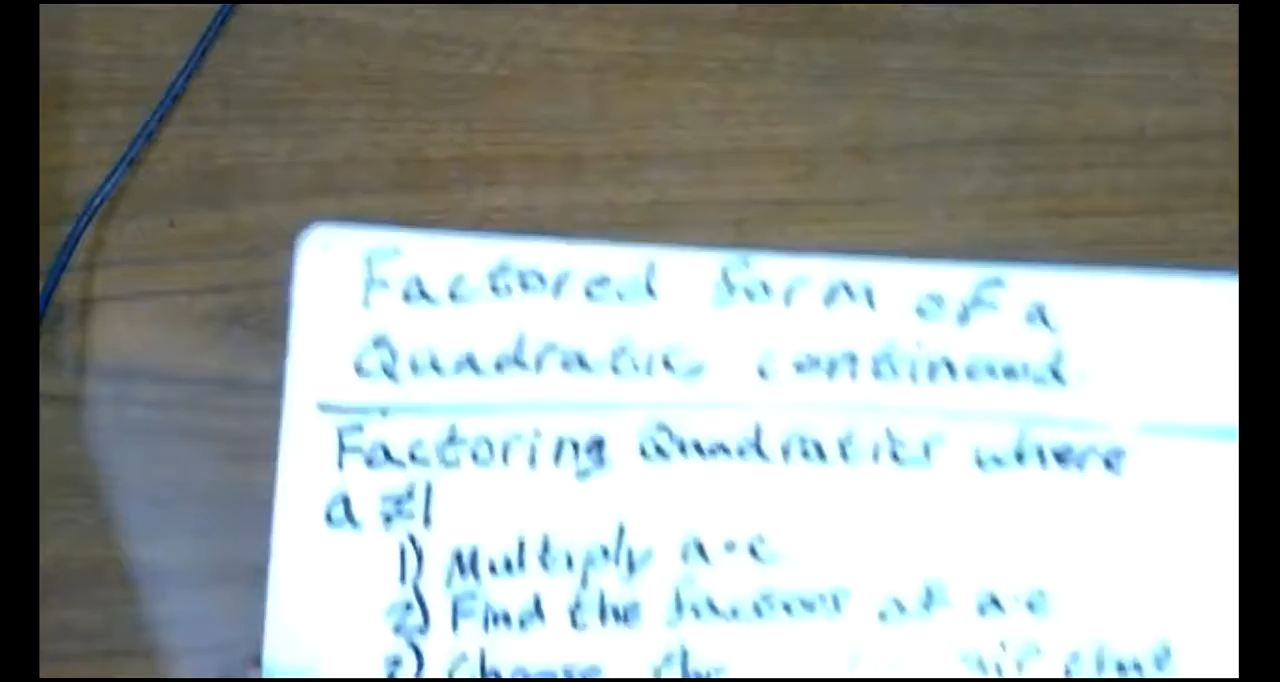 Factored form of a
Quadratic continued
Factoring Quadratics where
a ≠ 1
1) Multiply a·c
2) Find the factors of a·c
3) Choose the